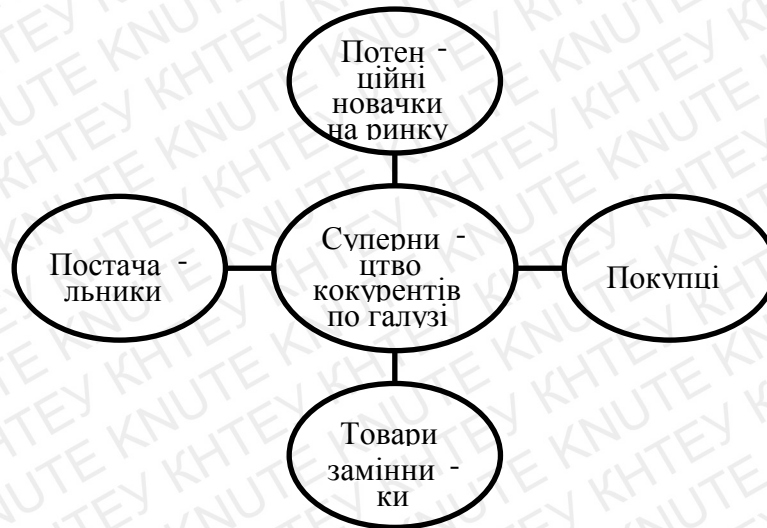 Потен -
ційні
новачки
на ринку
Постача -
льники
Суперни -
цтво
кокурентів
по галузі
Покупці
Товари
замінни -
ки